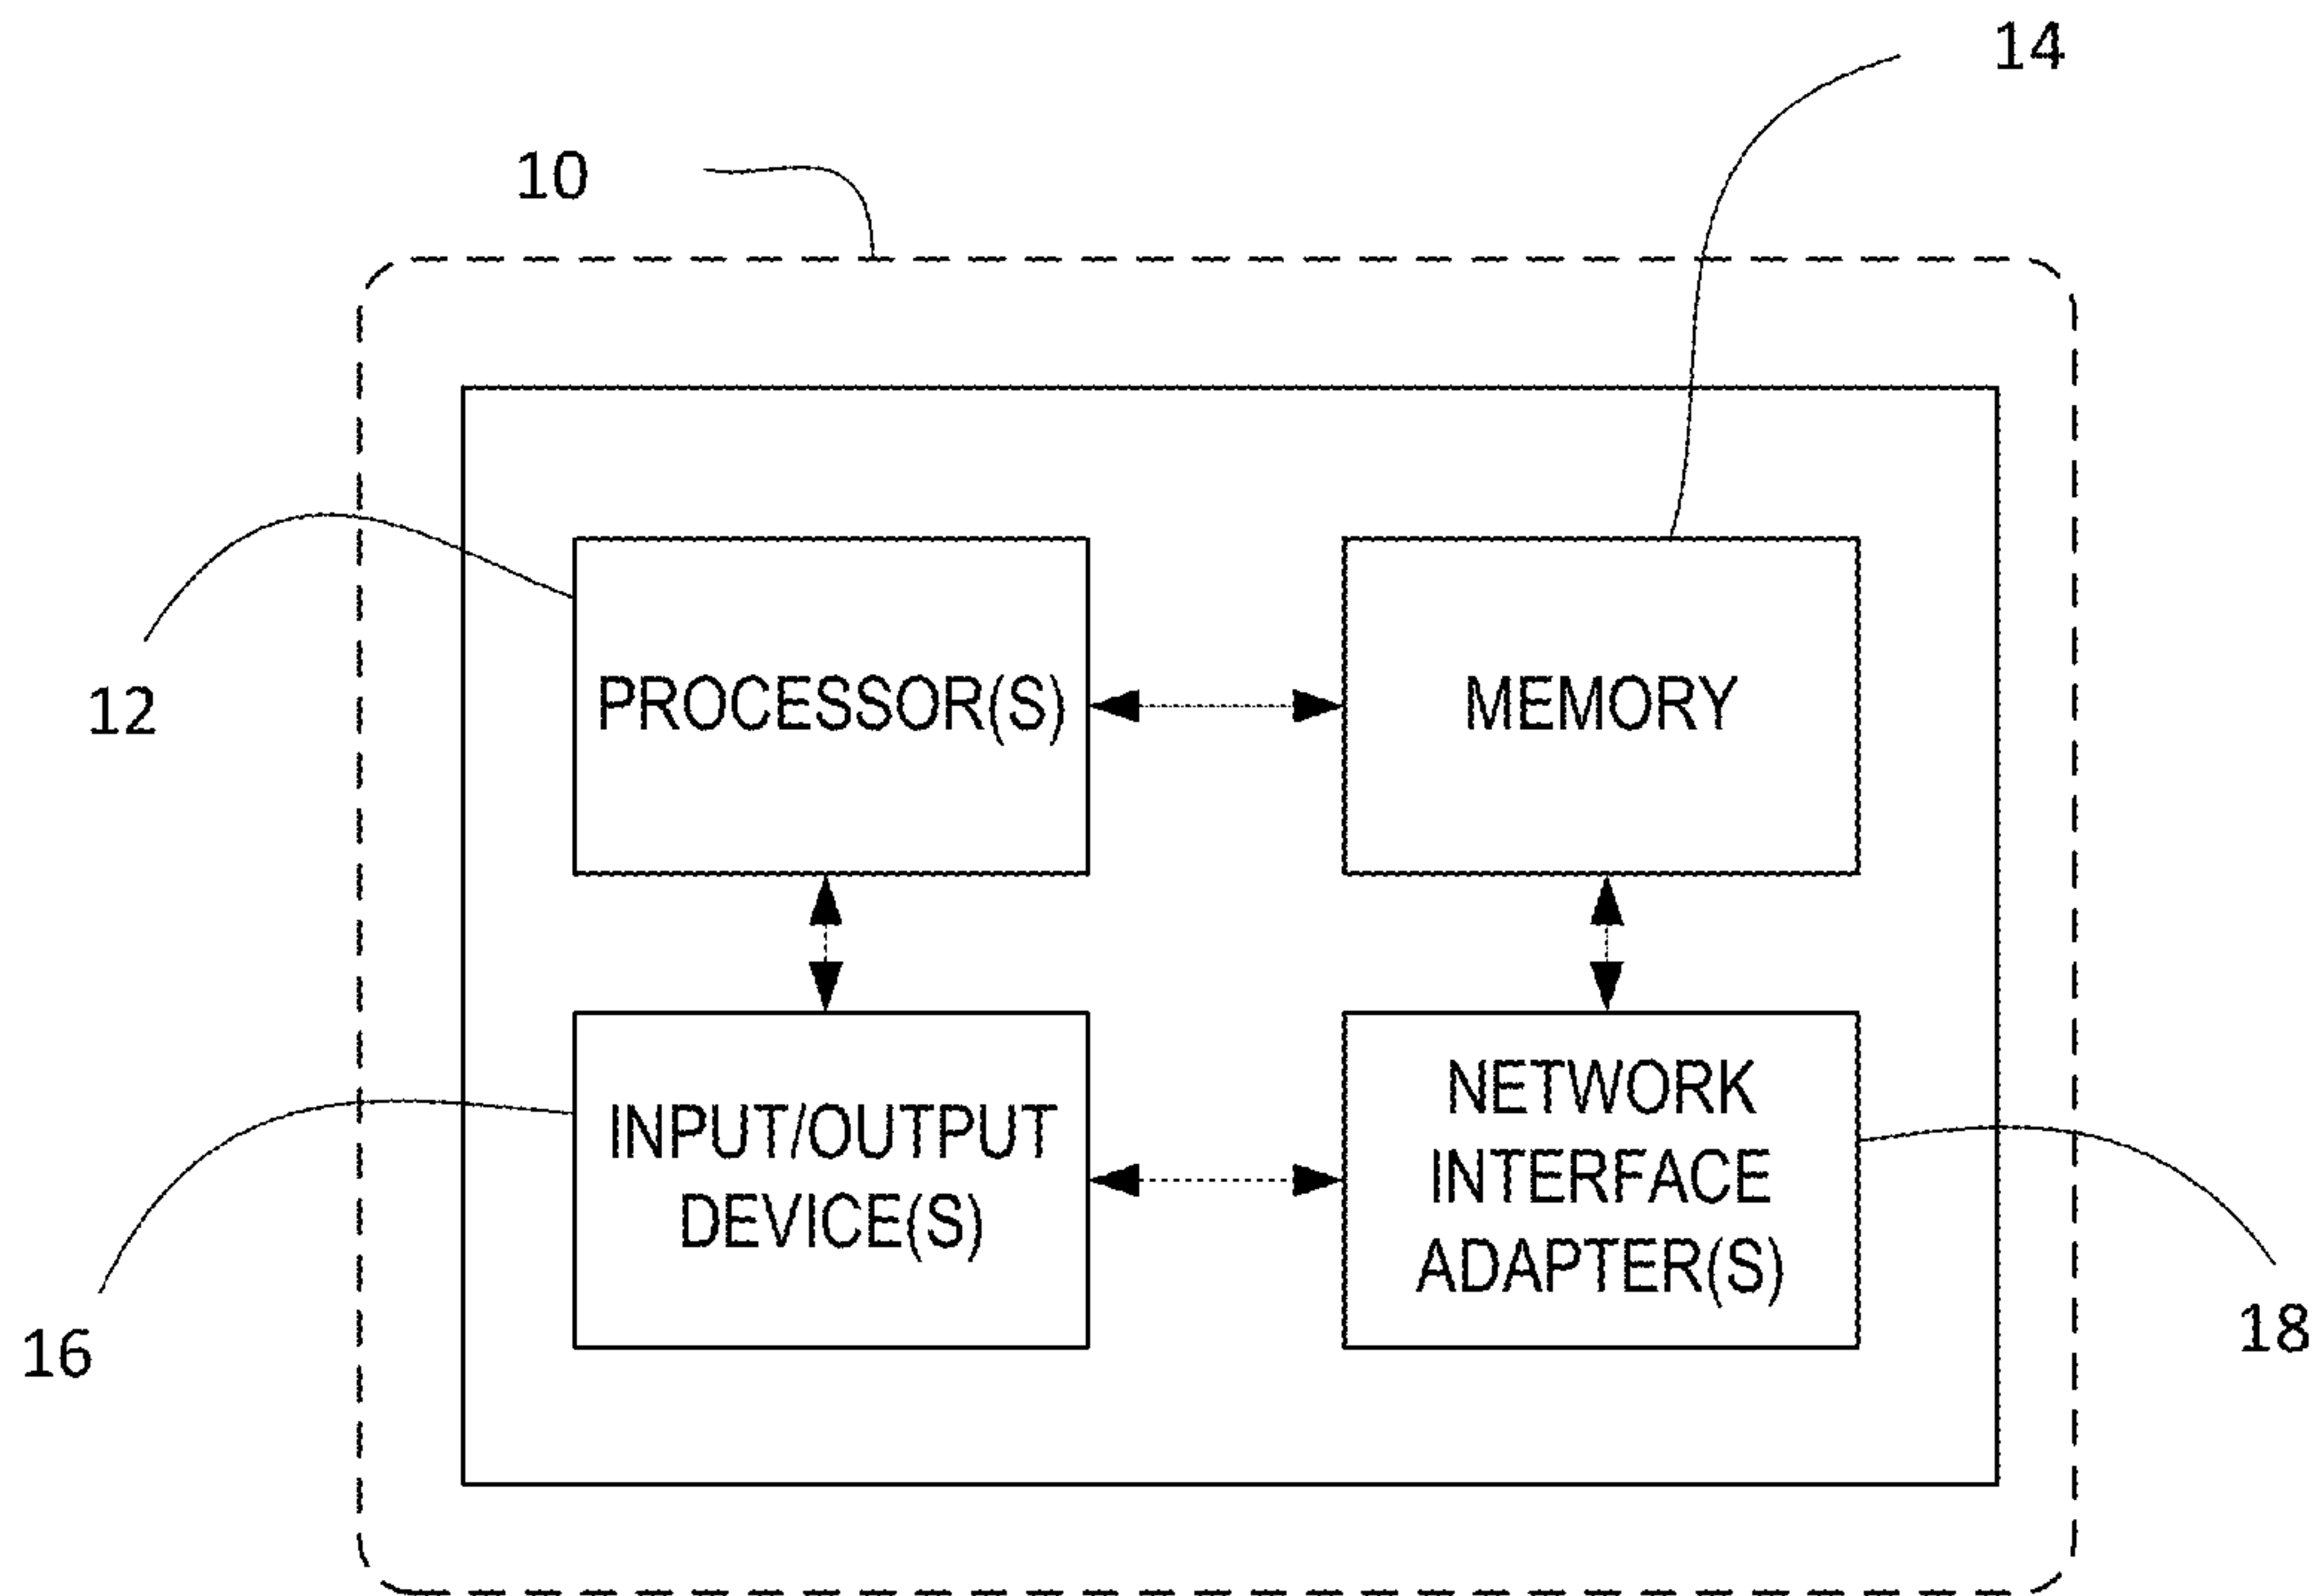 14
10
12
PROCESSOR(S)
MEMORY
INPUT/OUTPUT
DEVICE(S)
NETWORK
INTERFACE
ADAPTER(S)
16
18